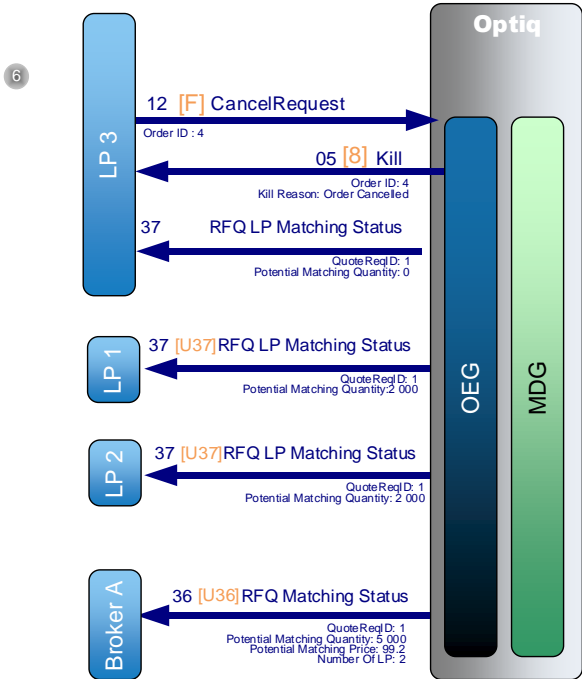 Optiq
6
LP 3
12 [F] CancelRequest
Order ID : 4
05 [8] Kill
Order ID: 4
Kill Reason: Order Cancelled
37 RFQ LP Matching Status
QuoteReqID: 1
Potential Matching Quantity: 0
OEG
MDG
LP 1
37 [U37]RFQ LP Matching Status
QuoteReqID: 1
Potential Matching Quantity:2 000
LP 2
37 [U37]RFQ LP Matching Status
QuoteReqID: 1
Potential Matching Quantity: 2 000
Broker A
36 [U36]RFQ Matching Status
QuoteReqID: 1
Potential Matching Quantity: 5 000
Potential Matching Price: 99.2
Number Of LP: 2